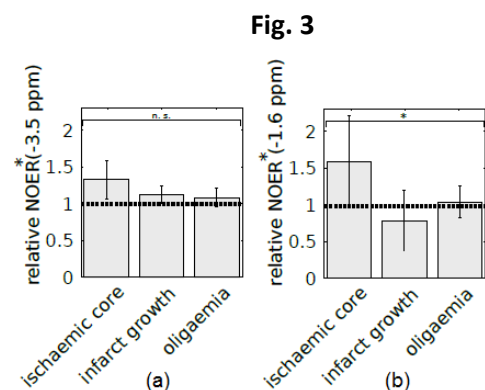 Fig. 3
relative NOER*(-3.5 ppm)
2
1.5
1
0.5
0
n. s.
ischaemic core
infarct growth
oligaemia
(a)
relative NOER*(-1.6 ppm)
2
1.5
1
0.5
0
*
ischaemic core
infarct growth
oligaemia
(b)